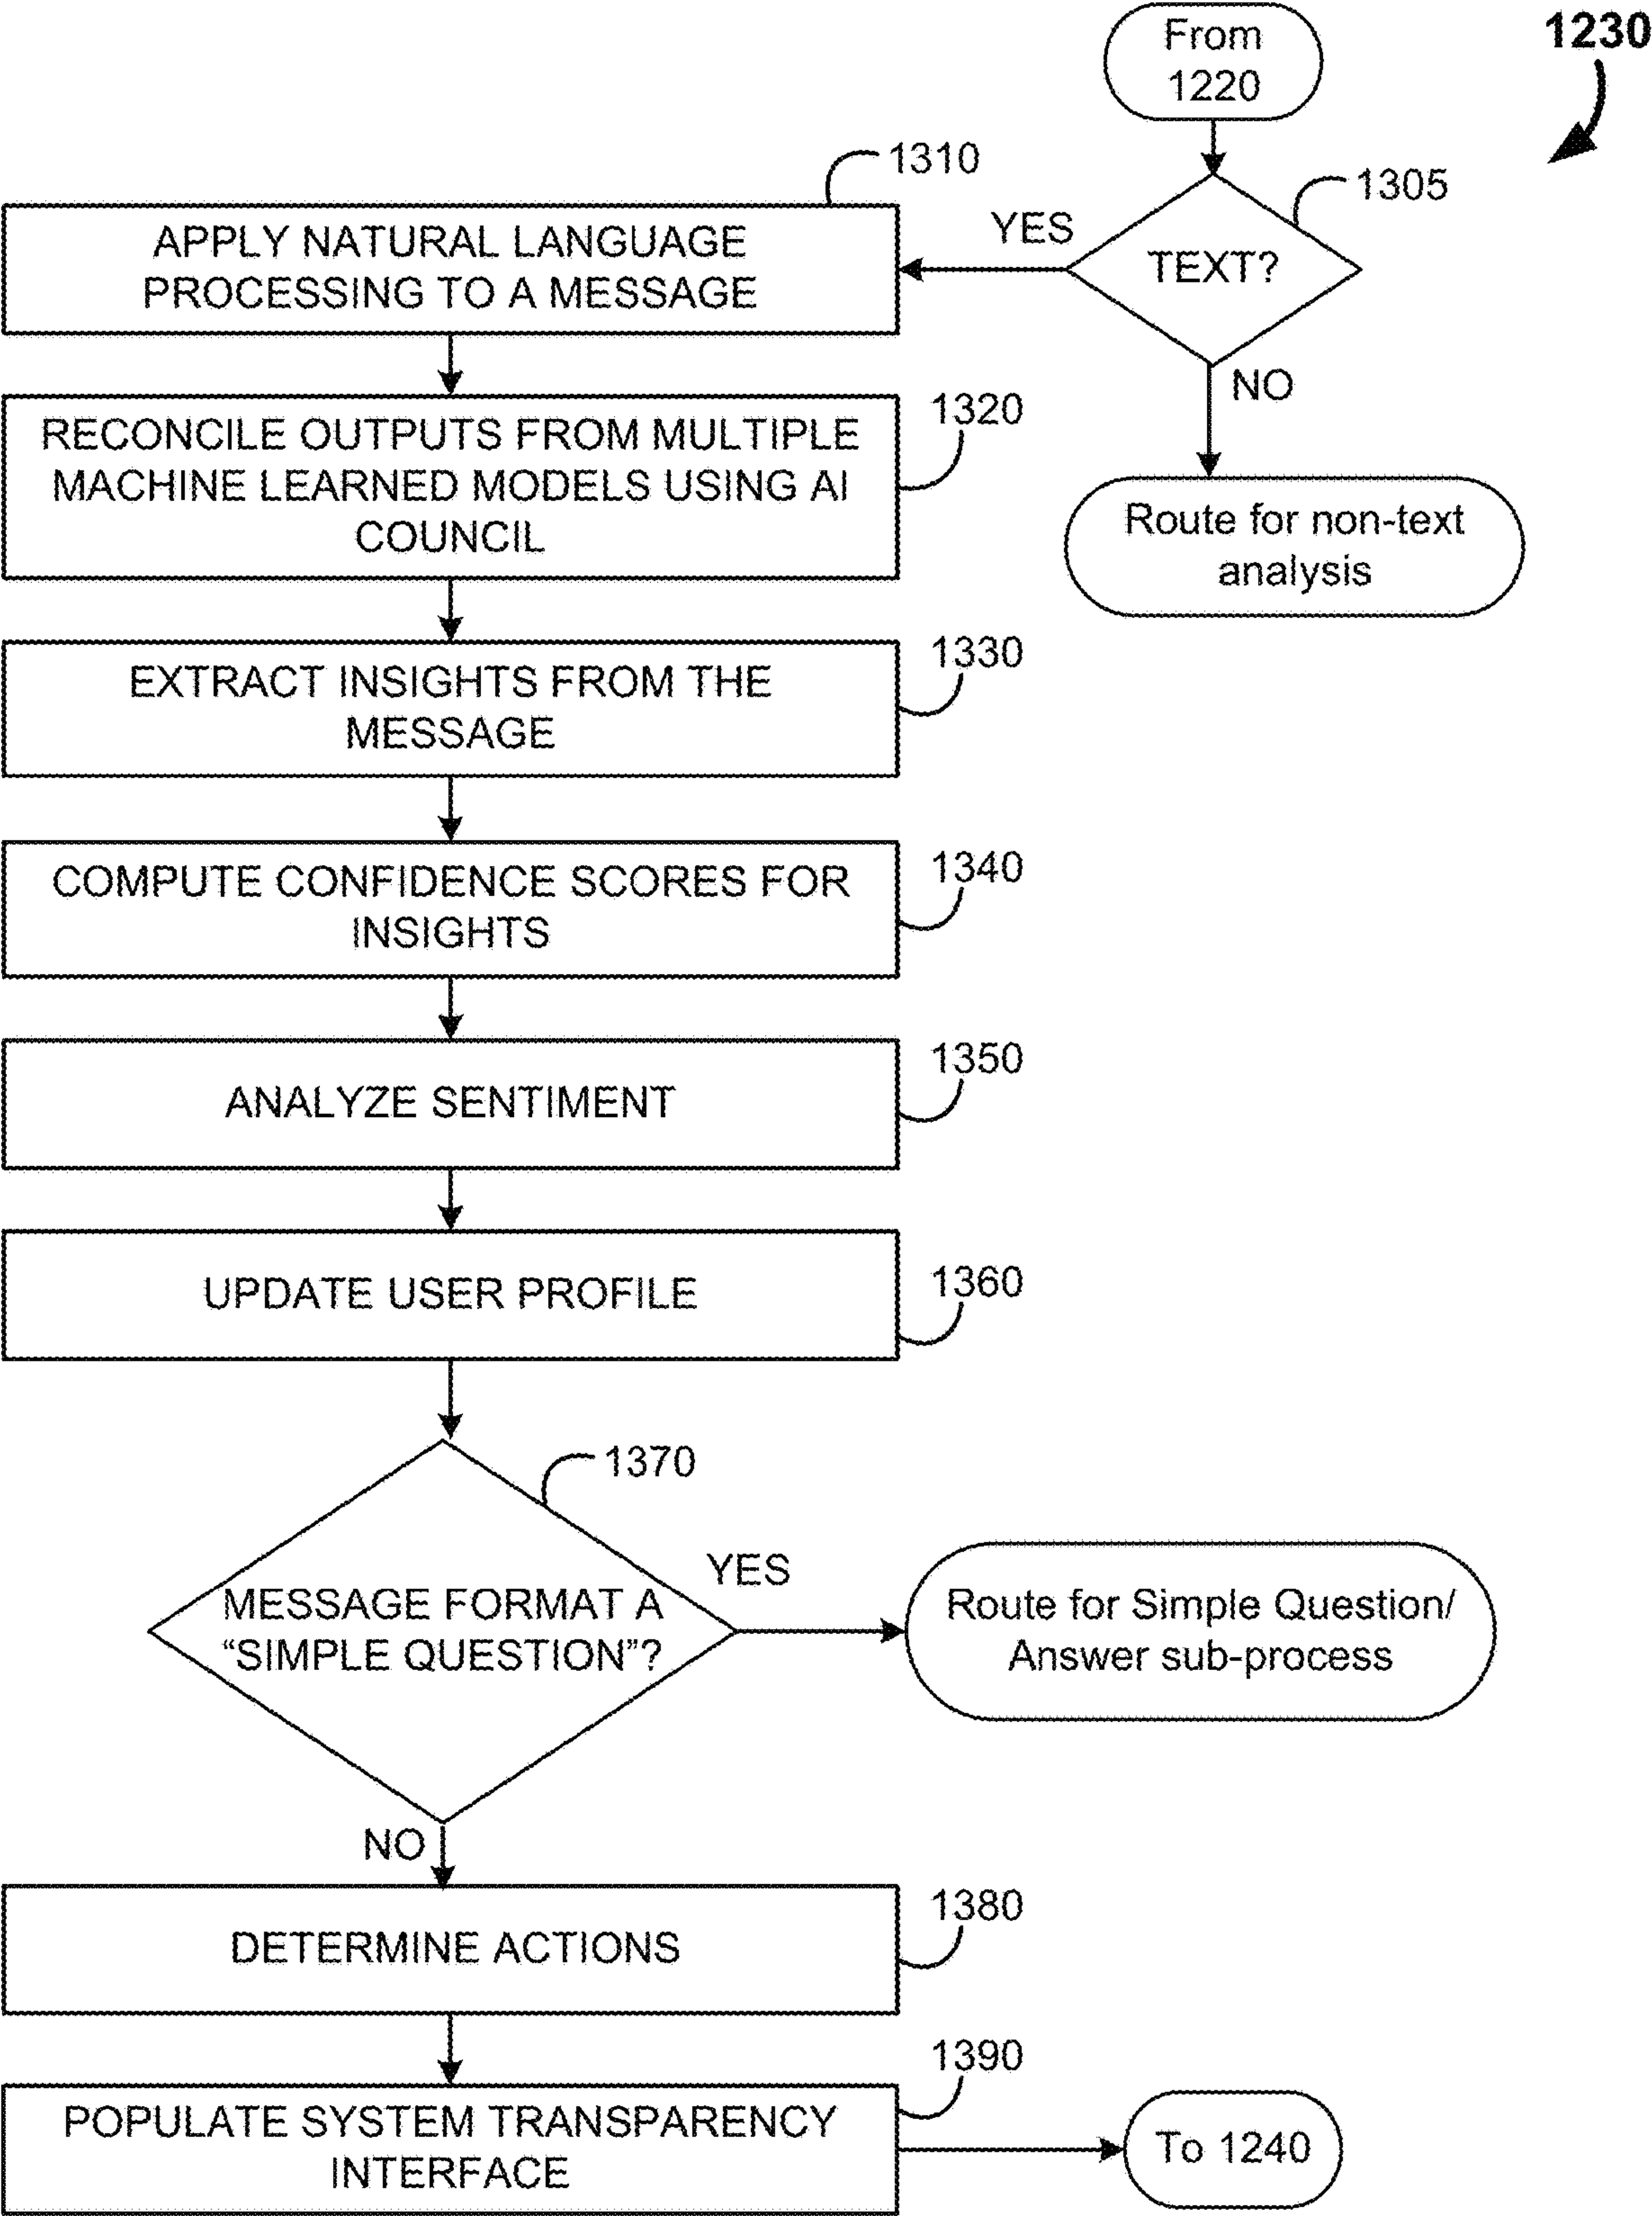 1230
From
1220
1305
TEXT?
YES
NO
Route for non-text
analysis
1310
APPLY NATURAL LANGUAGE
PROCESSING TO A MESSAGE
1320
RECONCILE OUTPUTS FROM MULTIPLE
MACHINE LEARNED MODELS USING AI
COUNCIL
1330
EXTRACT INSIGHTS FROM THE
MESSAGE
1340
COMPUTE CONFIDENCE SCORES FOR
INSIGHTS
1350
ANALYZE SENTIMENT
1360
UPDATE USER PROFILE
1370
MESSAGE FORMAT A
“SIMPLE QUESTION”?
YES
Route for Simple Question/
Answer sub-process
NO
1380
DETERMINE ACTIONS
1390
POPULATE SYSTEM TRANSPARENCY
INTERFACE
To 1240